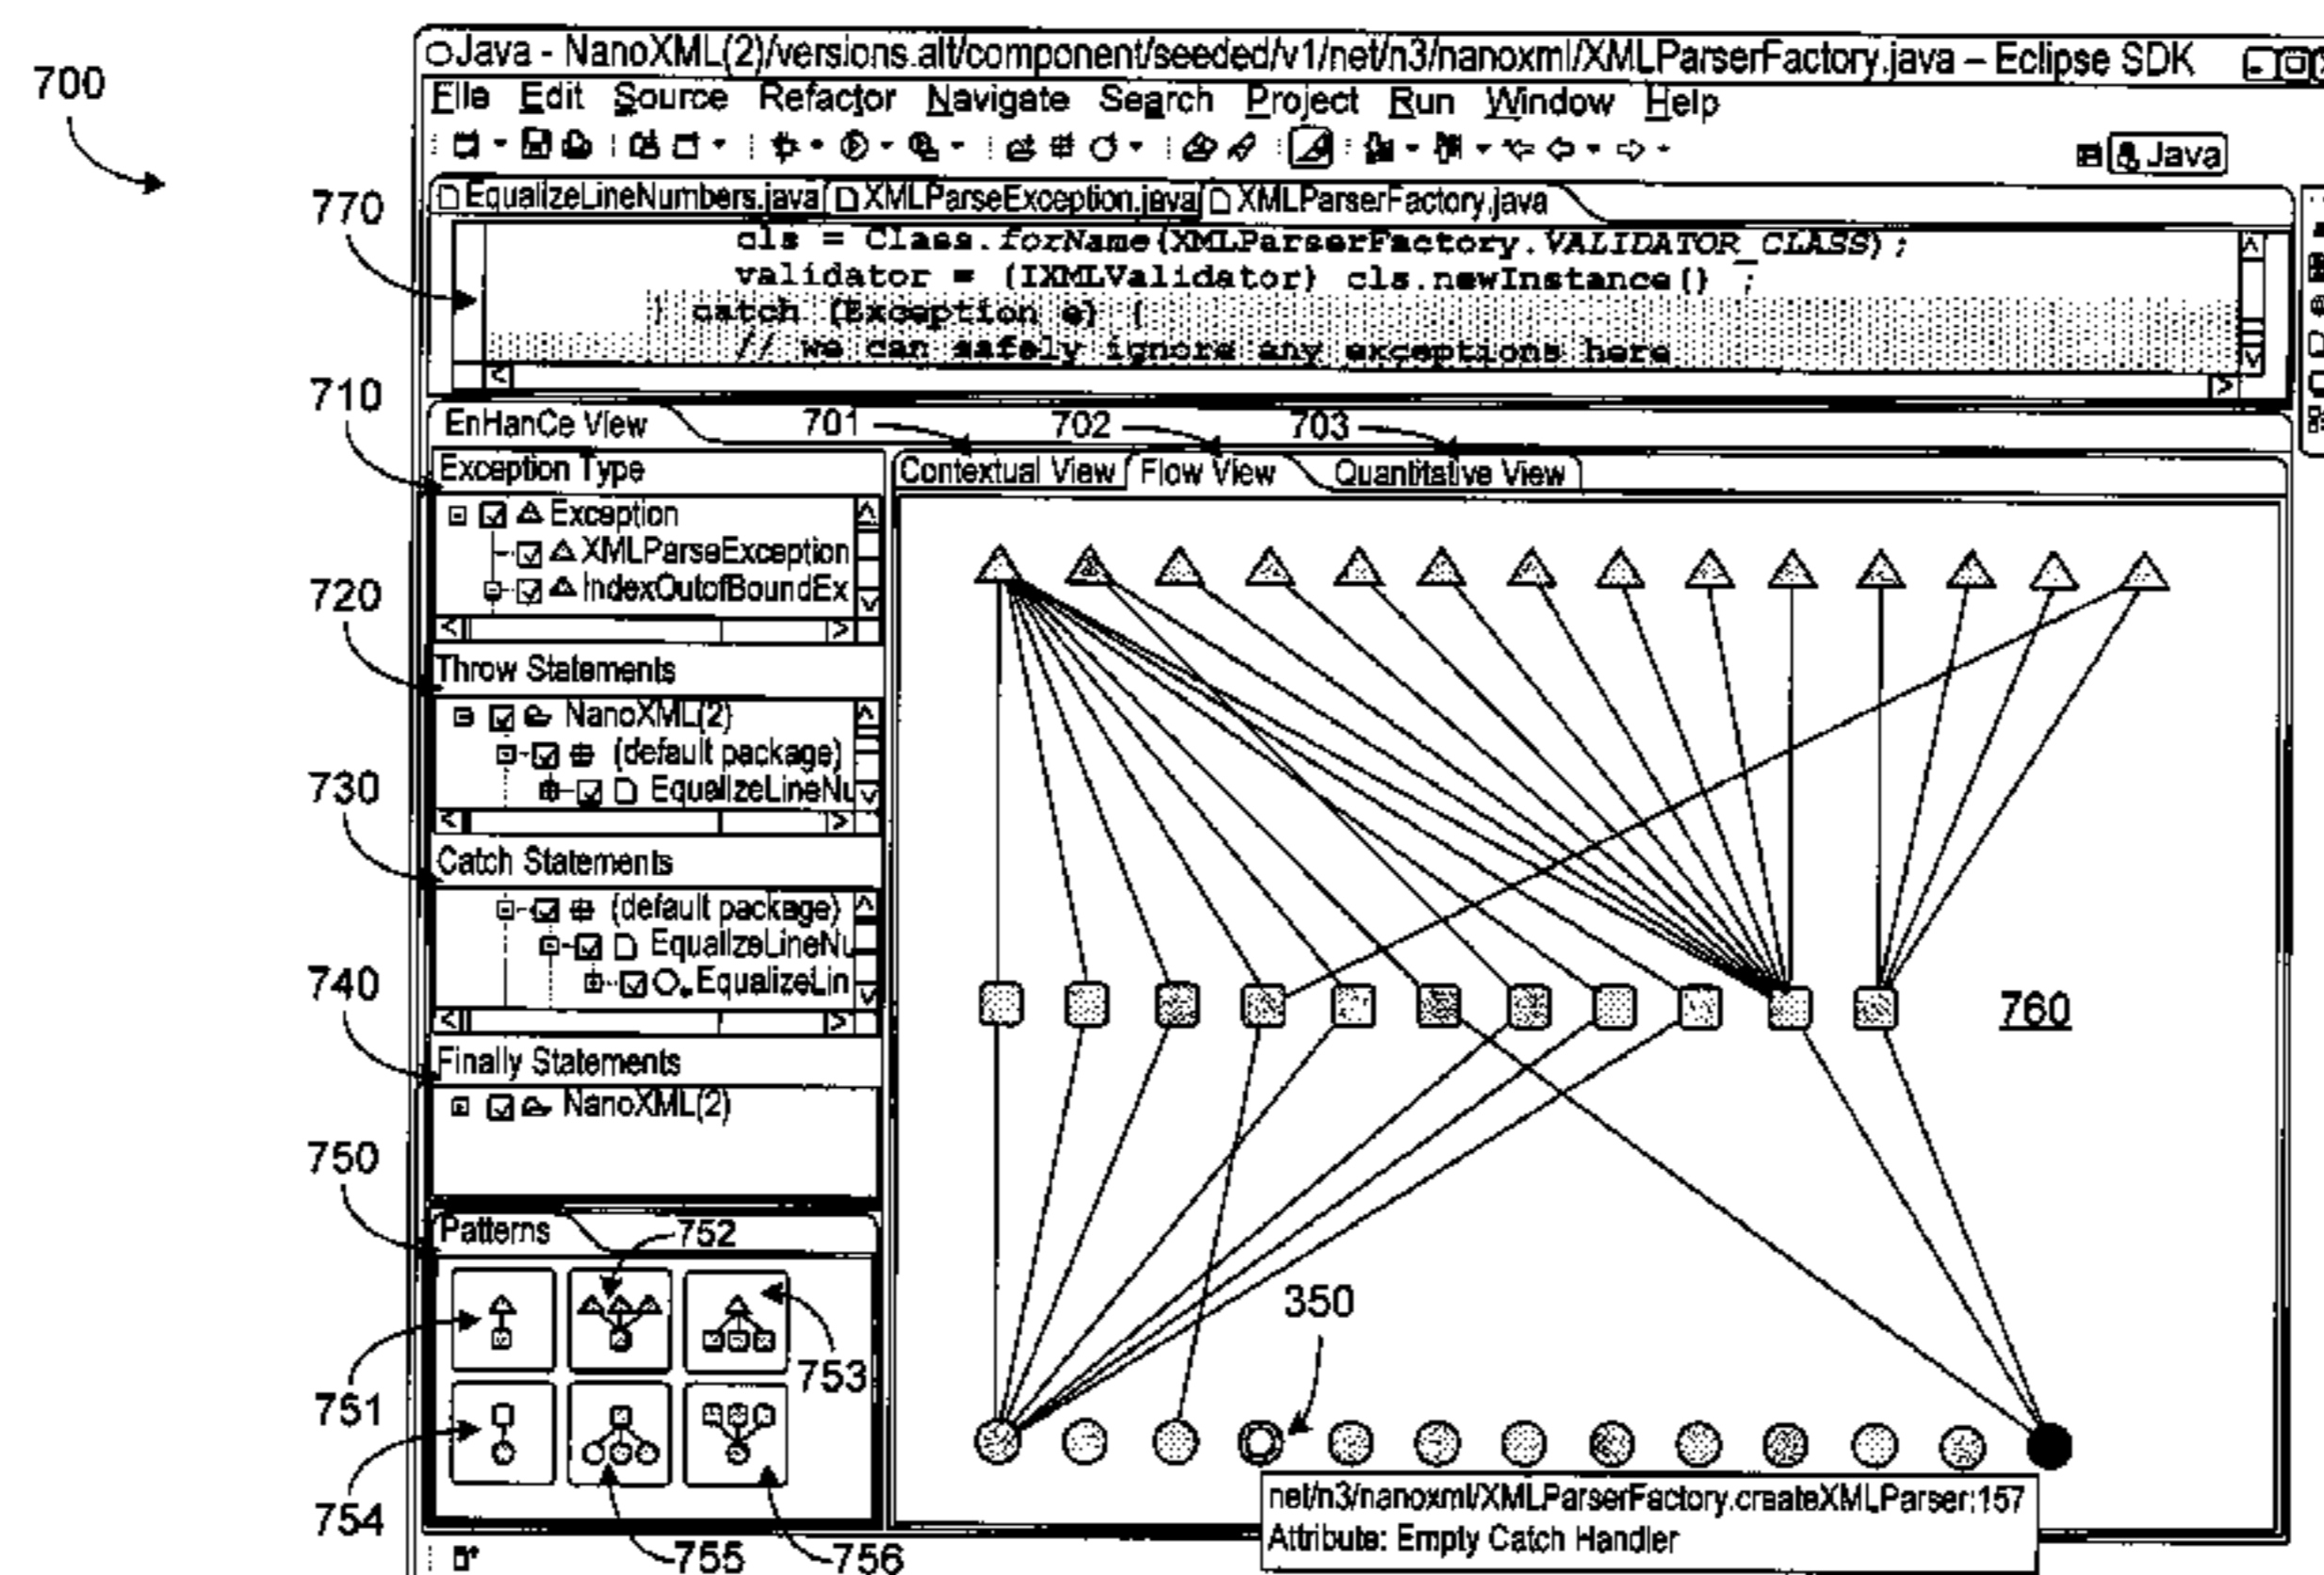 700
Java - NanoXML(2)/versions.alt/component/seeded/v1/net/n3/nanoxml/XMLParserFactory.java – Eclipse SDK
File Edit Source Refactor Navigate Search Project Run Window Help
Java
770
EqualizeLineNumbers.java XMLParseException.java XMLParserFactory.java
cls = Class.forName(XMLParserFactory.VALIDATOR_CLASS);
validator = (IXMLValidator) cls.newInstance() ;
} catch (Exception e) {
// we can safely ignore any exceptions here
710
EnHanCe View
701
702
703
Exception Type
Contextual View Flow View Quantitative View
Exception
XMLParseException
IndexOutofBoundEx
720
Throw Statements
NanoXML(2)
(default package)
EqualizeLineNu
730
Catch Statements
(default package)
EqualizeLineNu
EqualizeLin
740
760
Finally Statements
NanoXML(2)
750
Patterns
752
350
753
751
754
755
756
net/n3/nanoxml/XMLParserFactory.createXMLParser:157
Attribute: Empty Catch Handler